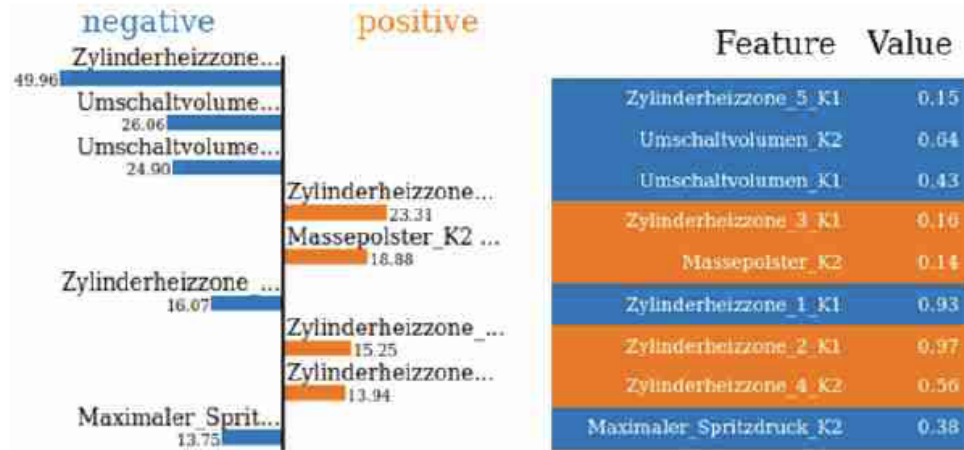 negative positive
Zylinderheizzone...
49.96
Umschaltvolume...
26.06
Umschaltvolume...
24.90
Zylinderheizzone...
23.31
Massepolster_K2 ...
18.88
Zylinderheizzone_...
16.07
Zylinderheizzone_...
15.25
Zylinderheizzone...
13.94
Maximaler_Sprit...
13.75
Feature Value
Zylinderheizzone_5_K1 0.15
Umschaltvolumen_K2 0.64
Umschaltvolumen_K1 0.43
Zylinderheizzone_3_K1 0.16
Massepolster_K2 0.14
Zylinderheizzone_1_K1 0.93
Zylinderheizzone_2_K1 0.97
Zylinderheizzone_4_K2 0.56
Maximaler_Spritzdruck_K2 0.38